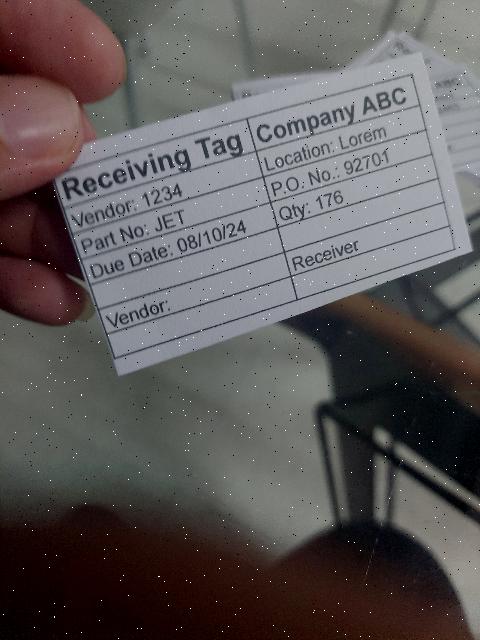 Receiving Tag Company ABC
Vendor: 1234 Location: Lorem
Part No: JET P.O. No.: 92701
Due Date: 08/10/24 Qty: 176
Vendor: Receiver